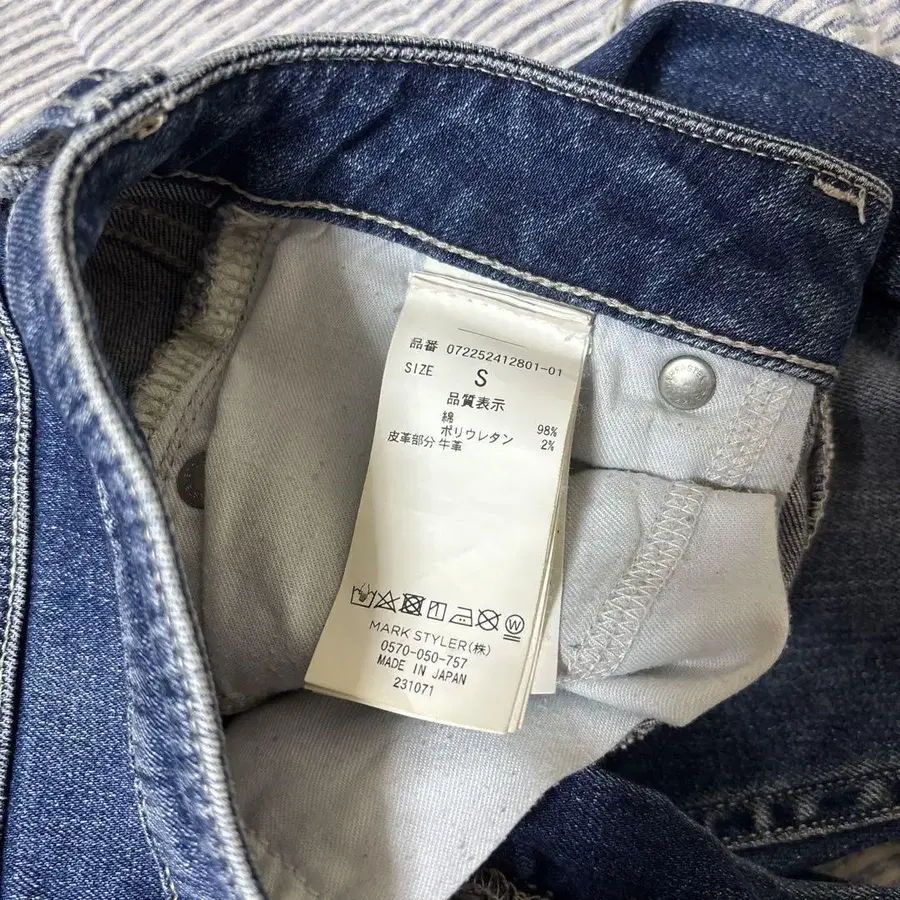 品番 072252412801-01
SIZE S
品質表示
綿 98%
ポリウレタン 2%
皮革部分 牛革
MARK STYLER(株)
0570-050-757
MADE IN JAPAN
231071